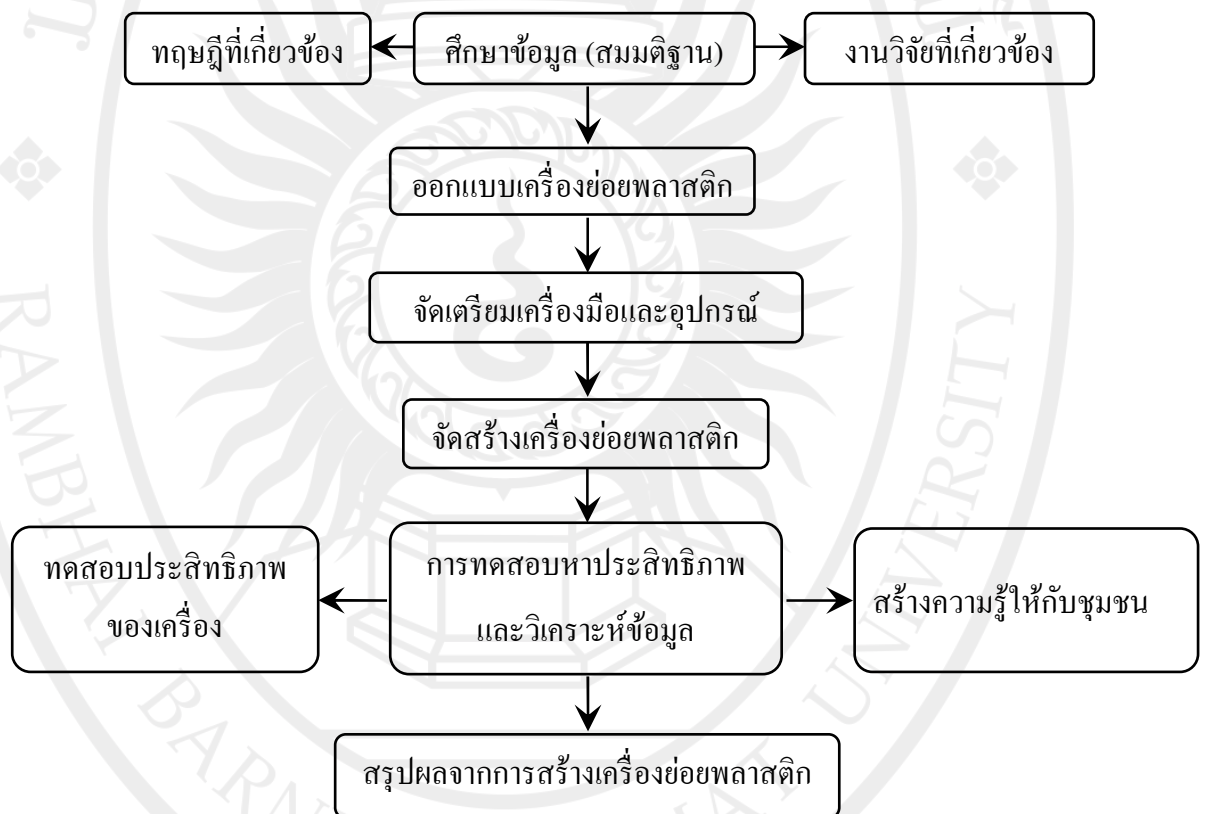 ทฤษฎีที่เกี่ยวข้อง
ศึกษาข้อมูล (สมมติฐาน)
งานวิจัยที่เกี่ยวข้อง
ออกแบบเครื่องย่อยพลาสติก
จัดเตรียมเครื่องมือและอุปกรณ์
จัดสร้างเครื่องย่อยพลาสติก
ทดสอบประสิทธิภาพ
ของเครื่อง
การทดสอบหาประสิทธิภาพ
และวิเคราะห์ข้อมูล
สร้างความรู้ให้กับชุมชน
สรุปผลจากการสร้างเครื่องย่อยพลาสติก
RAMBHAI BARN
UNIVERSITY